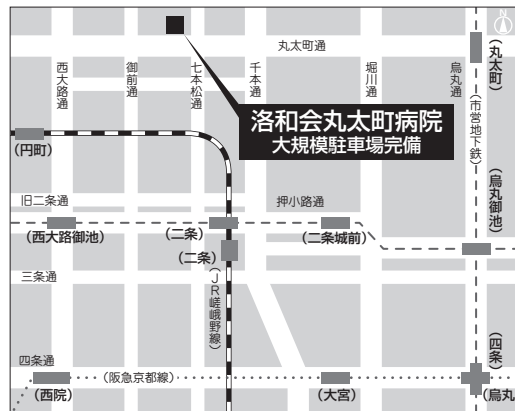 丸太町通
(丸太町)
西大路通
御前通
七本松通
千本通
堀川通
烏丸通
(市営地下鉄)
洛和会丸太町病院
大規模駐車場完備
(円町)
(烏丸御池)
旧二条通
押小路通
(西大路御池)
(二条)
(二条城前)
(二条)
三条通
(JR嵯峨野線)
四条通
(阪急京都線)
(四条)
(西院)
(大宮)
(烏丸